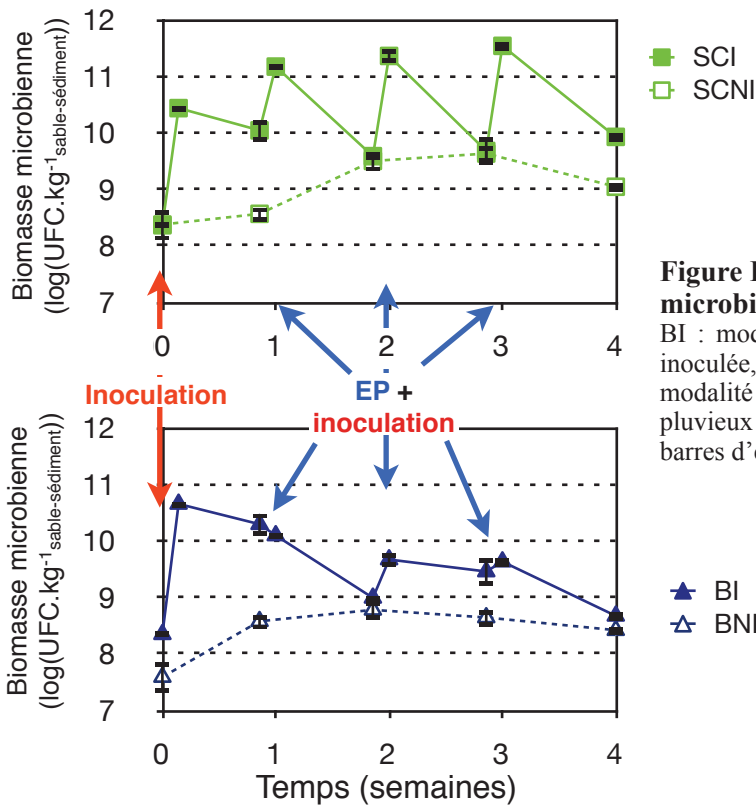 Biomasse microbienne
(log(UFC.kg-1sable-sédiment))
12
11
10
9
8
7
0
1
2
3
4
SCI
SCNI
Inoculation
EP +
inoculation
Figure
microbi
BI : mod
inoculée,
modalité
pluvieux
barres d'
Biomasse microbienne
(log(UFC.kg-1sable-sédiment))
12
11
10
9
8
7
0
1
2
3
4
Temps (semaines)
BI
BNI